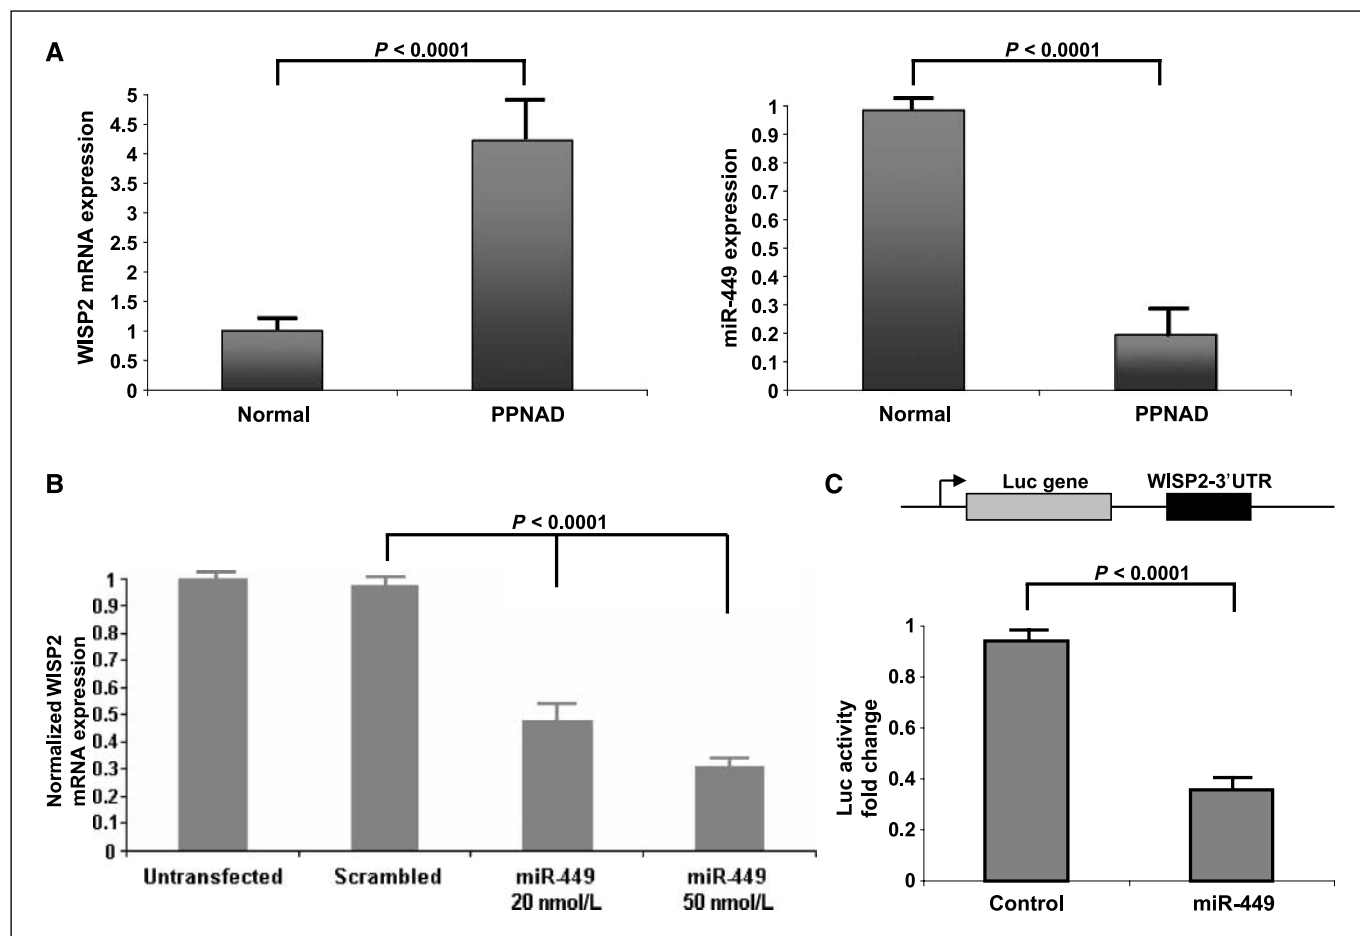 A
P < 0.0001
WISP2 mRNA expression
5
4.5
4
3.5
3
2.5
2
1.5
1
0.5
0
Normal
PPNAD
P < 0.0001
miR-449 expression
1
0.9
0.8
0.7
0.6
0.5
0.4
0.3
0.2
0.1
0
Normal
PPNAD
B
P < 0.0001
Normalized WISP2
mRNA expression
1
0.9
0.8
0.7
0.6
0.5
0.4
0.3
0.2
0.1
0
Untransfected
Scrambled
miR-449
20 nmol/L
miR-449
50 nmol/L
C
Luc gene
WISP2-3'UTR
P < 0.0001
Luc activity
fold change
1
0.8
0.6
0.4
0.2
0
Control
miR-449